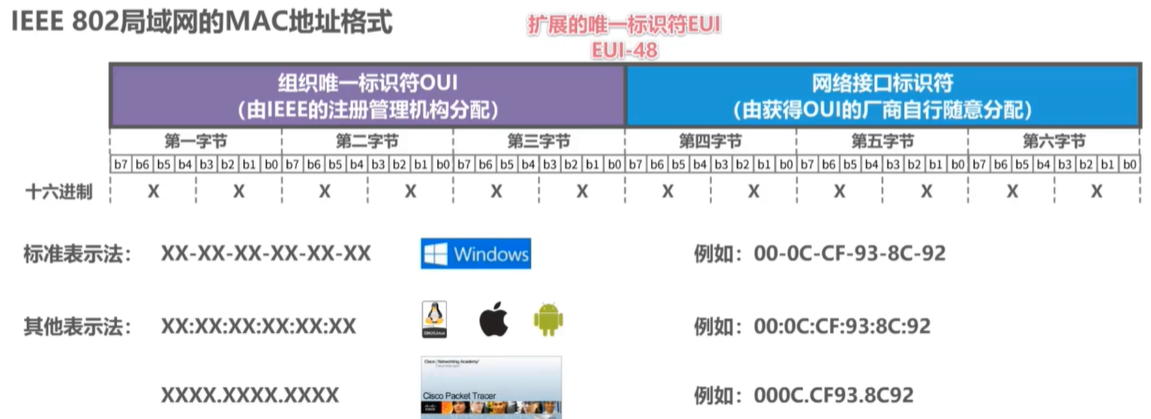 IEEE 802局域网的MAC地址格式
扩展的唯一标识符EUI
EUI-48
组织唯一标识符OUI
（由IEEE的注册管理机构分配）
网络接口标识符
（由获得OUI的厂商自行随意分配）
第一字节 第二字节 第三字节 第四字节 第五字节 第六字节
b7 b6 b5 b4 b3 b2 b1 b0 b7 b6 b5 b4 b3 b2 b1 b0 b7 b6 b5 b4 b3 b2 b1 b0 b7 b6 b5 b4 b3 b2 b1 b0 b7 b6 b5 b4 b3 b2 b1 b0 b7 b6 b5 b4 b3 b2 b1 b0
十六进制 X X X X X X X X X X X X
标准表示法： XX-XX-XX-XX-XX-XX Windows 例如：00-0C-CF-93-8C-92
其他表示法： XX:XX:XX:XX:XX:XX 例如：00:0C:CF:93:8C:92
Cisco Networking Academy
XXXX.XXXX.XXXX Cisco Packet Tracer 例如：000C.CF93.8C92